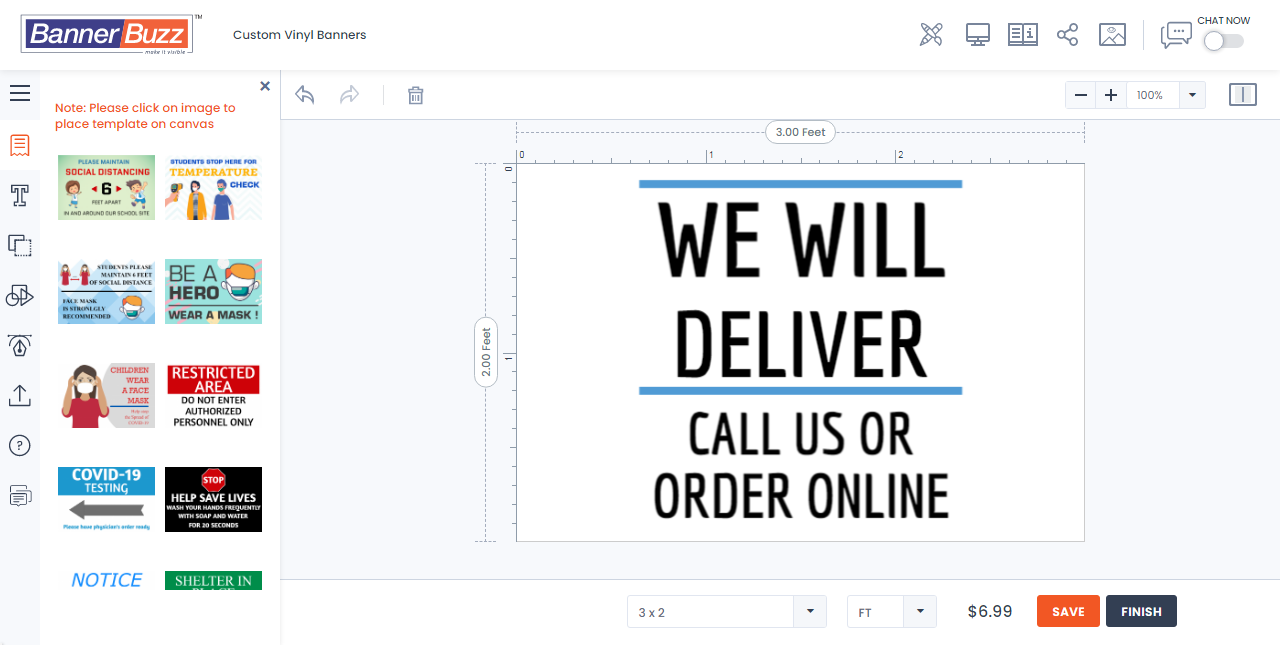 BannerBuzz TM
make it visible
Custom Vinyl Banners
CHAT NOW
Note: Please click on image to
place template on canvas
PLEASE MAINTAIN
SOCIAL DISTANCING
6
FEET APART
IN AND AROUND OUR SCHOOL SITE
STUDENTS STOP HERE FOR
TEMPERATURE
CHECK
STUDENTS PLEASE
MAINTAIN 6 FEET
OF SOCIAL DISTANCE
FACE MASK
IS STRONLGLY
RECOMMENDED
BE A
HERO
WEAR A MASK !
CHILDREN
WEAR
A FACE
MASK
RESTRICTED
AREA
DO NOT ENTER
AUTHORIZED
PERSONNEL ONLY
COVID-19
TESTING
Please have physician's order ready
STOP
HELP SAVE LIVES
WASH YOUR HANDS FREQUENTLY
WITH SOAP AND WATER
FOR 20 SECONDS
NOTICE
SHELTER IN
PLACE
100%
3.00 Feet
0 1 2
0
1
2.00 Feet
WE WILL
DELIVER
CALL US OR
ORDER ONLINE
3 x 2
FT
$6.99
SAVE
FINISH